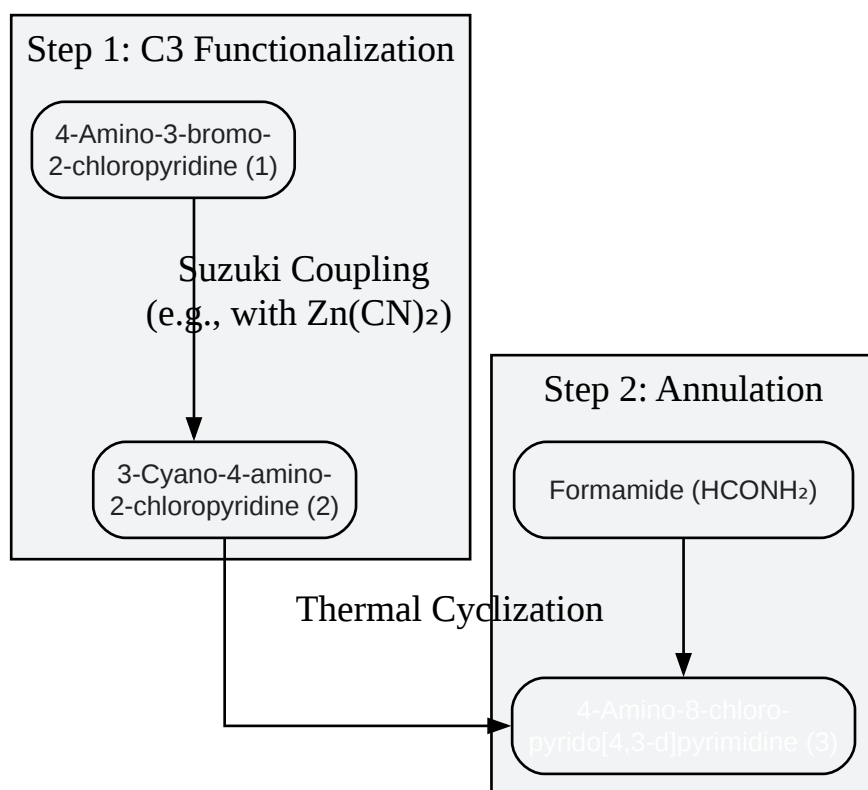 Step 1: C3 Functionalization
4-Amino-3-bromo-
2-chloropyridine (1)
Suzuki Coupling
(e.g., with Zn(CN)₂)
3-Cyano-4-amino-
2-chloropyridine (2)
Step 2: Annulation
Formamide (HCONH₂)
Thermal Cyclization
4-Amino-8-chloro-
pyrido[4,3-d]pyrimidine (3)